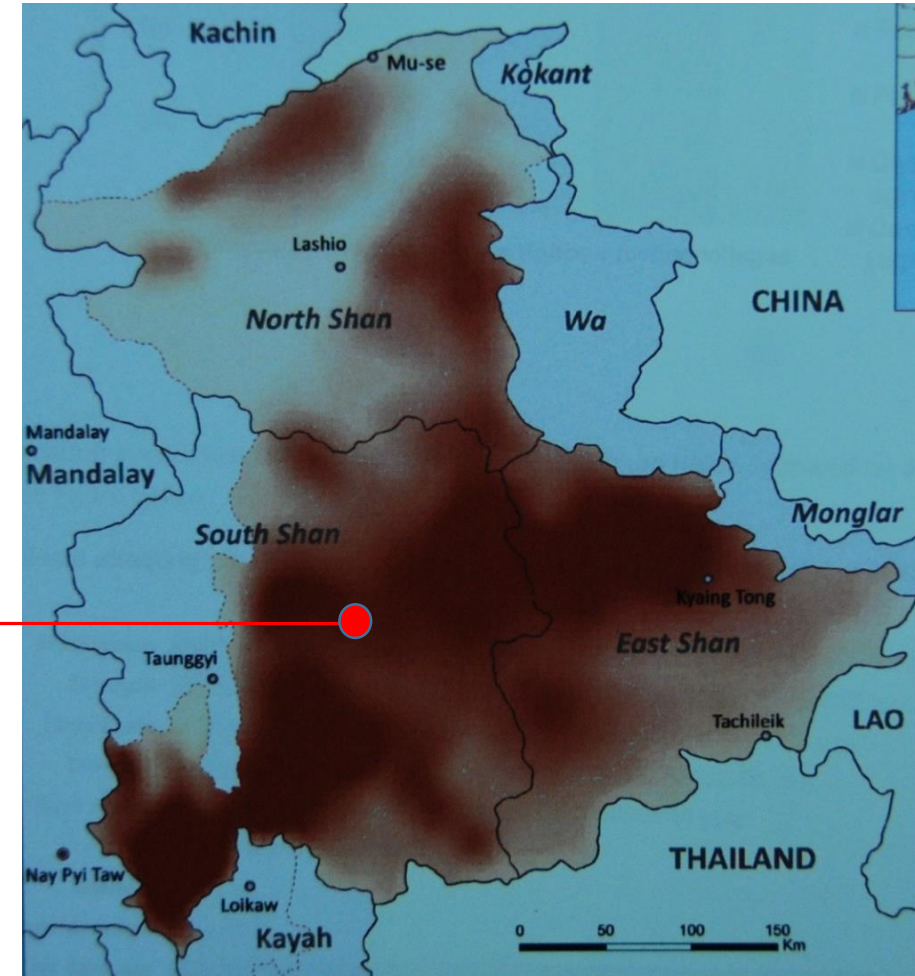 Kachin
Mu-se
Kokant
Lashio
North Shan
Wa
CHINA
Mandalay
Mandalay
South Shan
Monglar
Kyaing Tong
East Shan
Taunggyi
Tachileik
LAO
Nay Pyi Taw
Loikaw
Kayah
THAILAND
0 50 100 150
Km